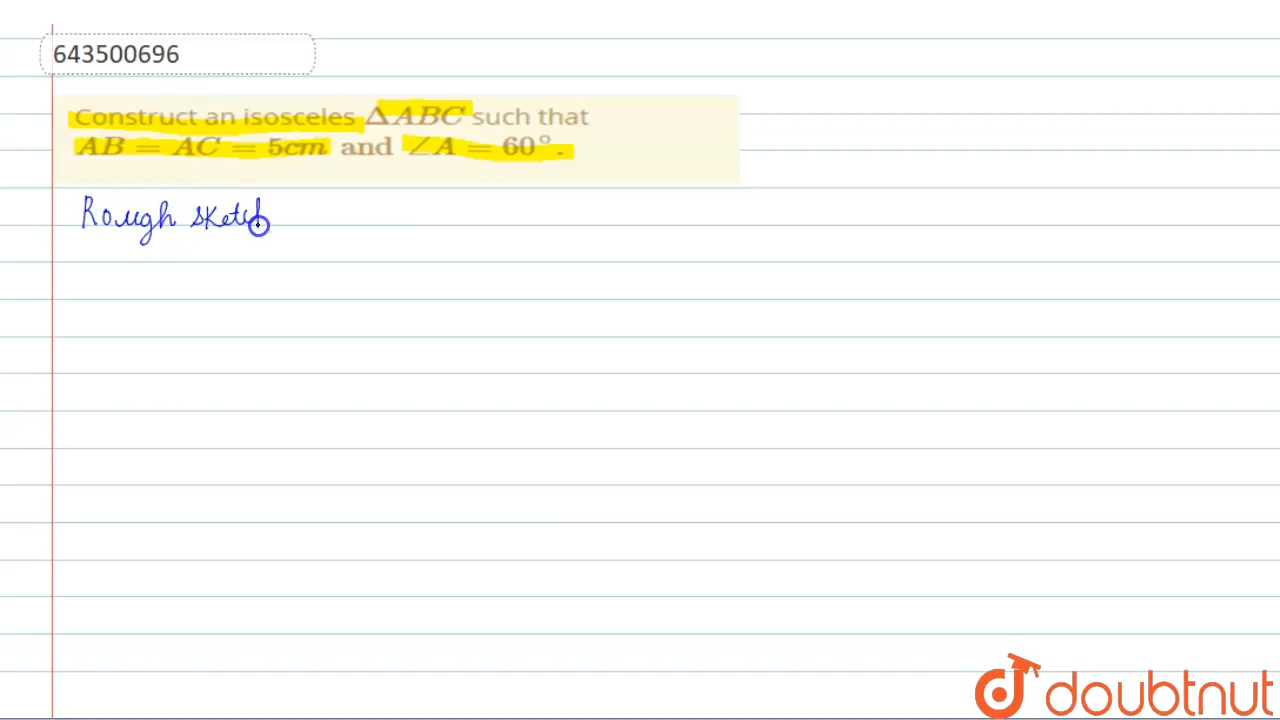 643500696
Construct an isosceles ΔABC such that
AB = AC = 5cm and ∠A = 60°.
Rough sketch
doubtnut